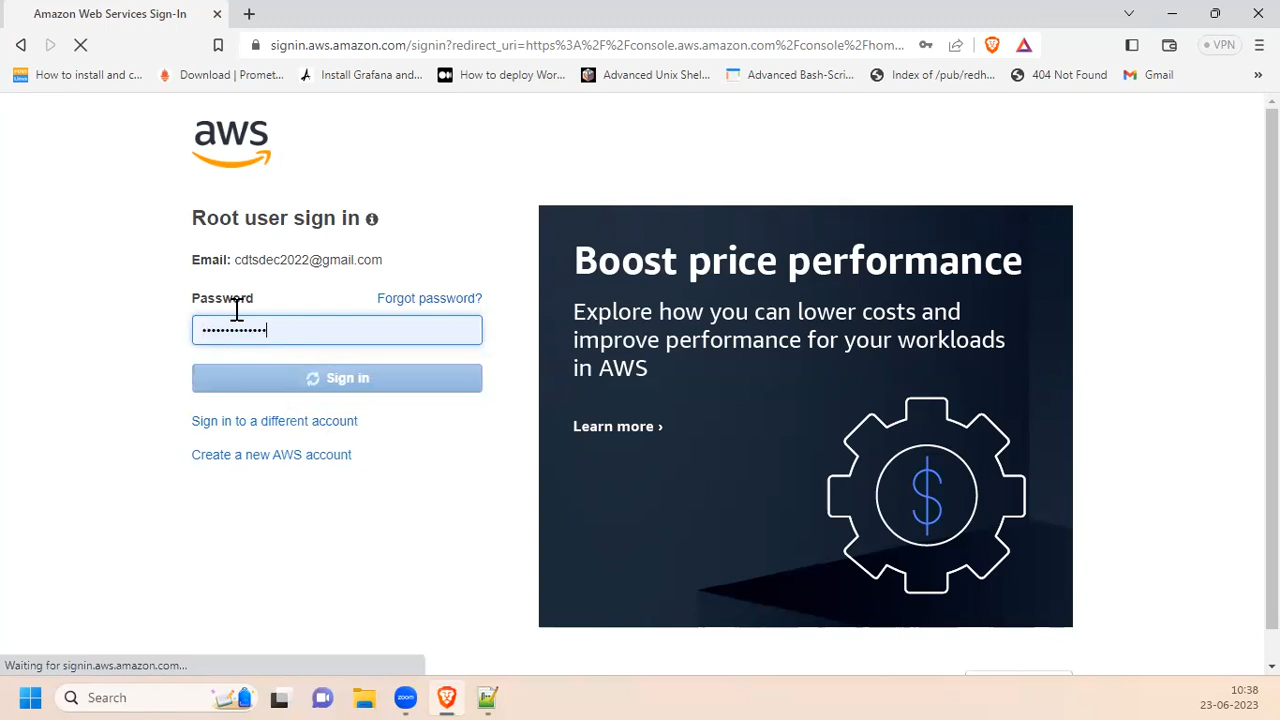 Amazon Web Services Sign-In
signin.aws.amazon.com/signin?redirect_uri=https%3A%2F%2Fconsole.aws.amazon.com%2Fconsole%2Fhom...
VPN
How to install and c...
Download | Promet...
Install Grafana and...
How to deploy Wor...
Advanced Unix Shel...
Advanced Bash-Scri...
Index of /pub/redh...
404 Not Found
Gmail
»
aws
Root user sign in
Email: cdtsdec2022@gmail.com
Password
Forgot password?
Sign in
Sign in to a different account
Create a new AWS account
Boost price performance
Explore how you can lower costs and
improve performance for your workloads
in AWS
Learn more ›
$
Waiting for signin.aws.amazon.com...
Search
zoom
10:38
23-06-2023